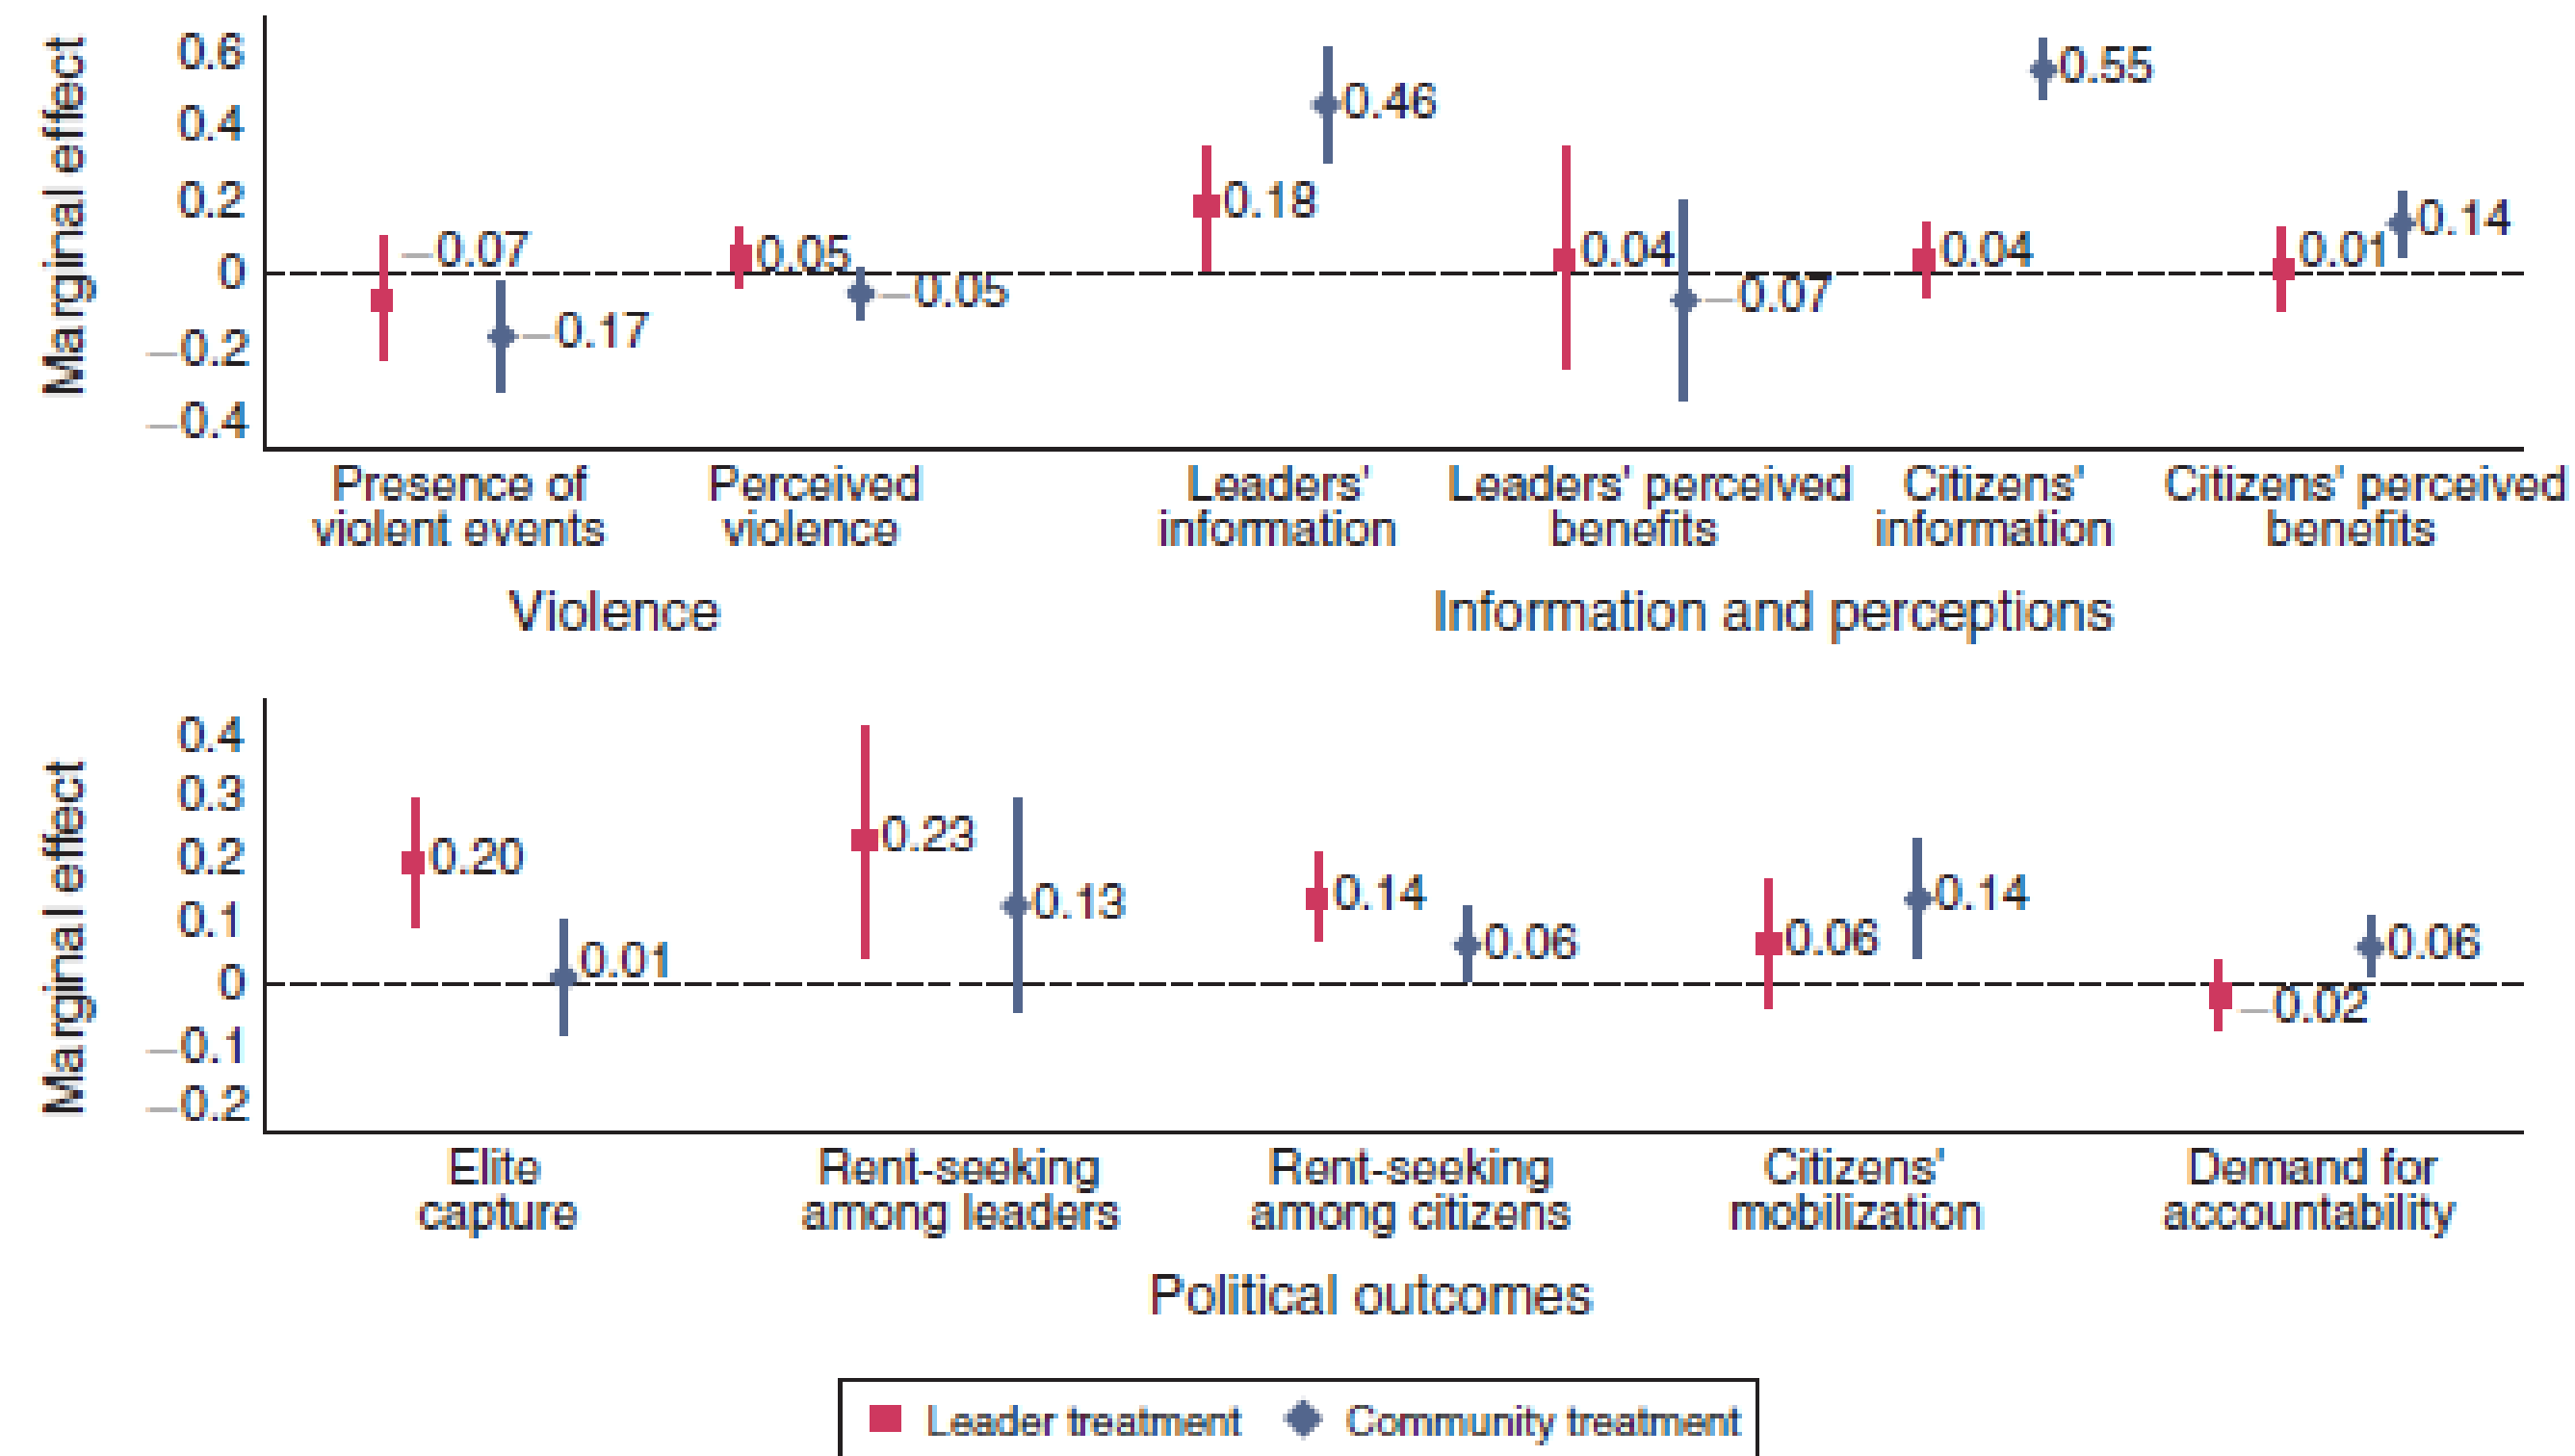 Marginal effect
0.6
0.4
0.2
0
−0.2
−0.4
−0.07
−0.17
0.05
−0.05
0.18
0.46
0.04
−0.07
0.04
0.55
0.01
0.14
Presence of
violent events
Perceived
violence
Leaders'
information
Leaders' perceived
benefits
Citizens'
information
Citizens' perceived
benefits
Violence
Information and perceptions
Marginal effect
0.4
0.3
0.2
0.1
0
−0.1
−0.2
0.20
0.01
0.23
0.13
0.14
0.06
0.06
0.14
−0.02
0.06
Elite
capture
Rent-seeking
among leaders
Rent-seeking
among citizens
Citizens'
mobilization
Demand for
accountability
Political outcomes
Leader treatment
Community treatment